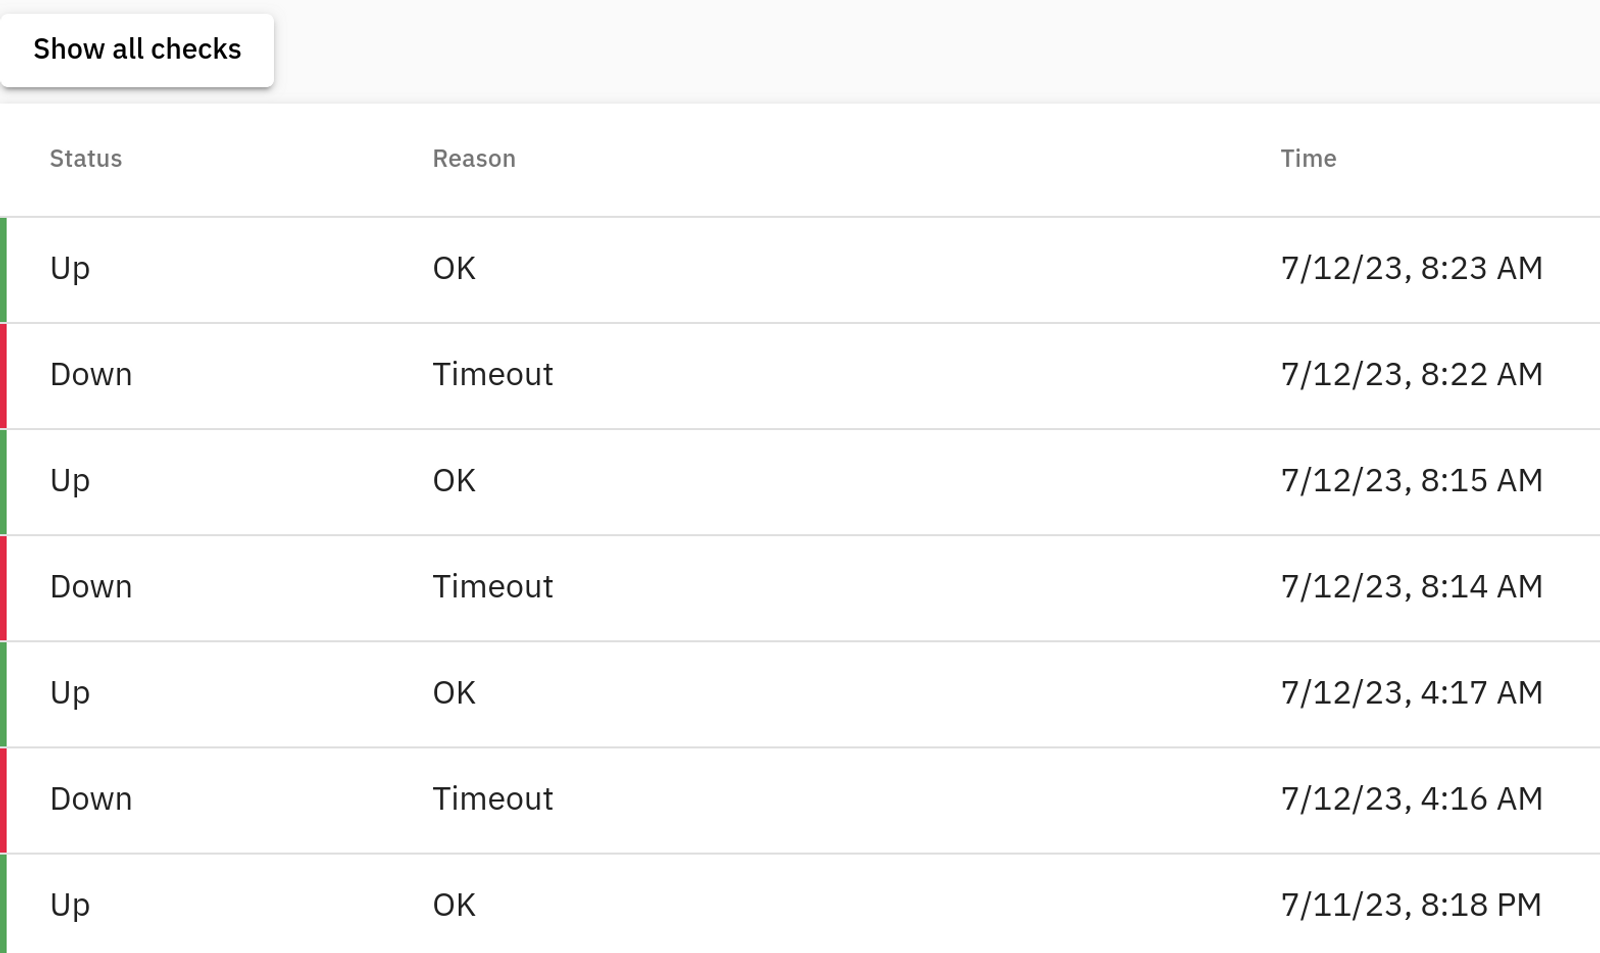 Show all checks
Status Reason Time
Up OK 7/12/23, 8:23 AM
Down Timeout 7/12/23, 8:22 AM
Up OK 7/12/23, 8:15 AM
Down Timeout 7/12/23, 8:14 AM
Up OK 7/12/23, 4:17 AM
Down Timeout 7/12/23, 4:16 AM
Up OK 7/11/23, 8:18 PM